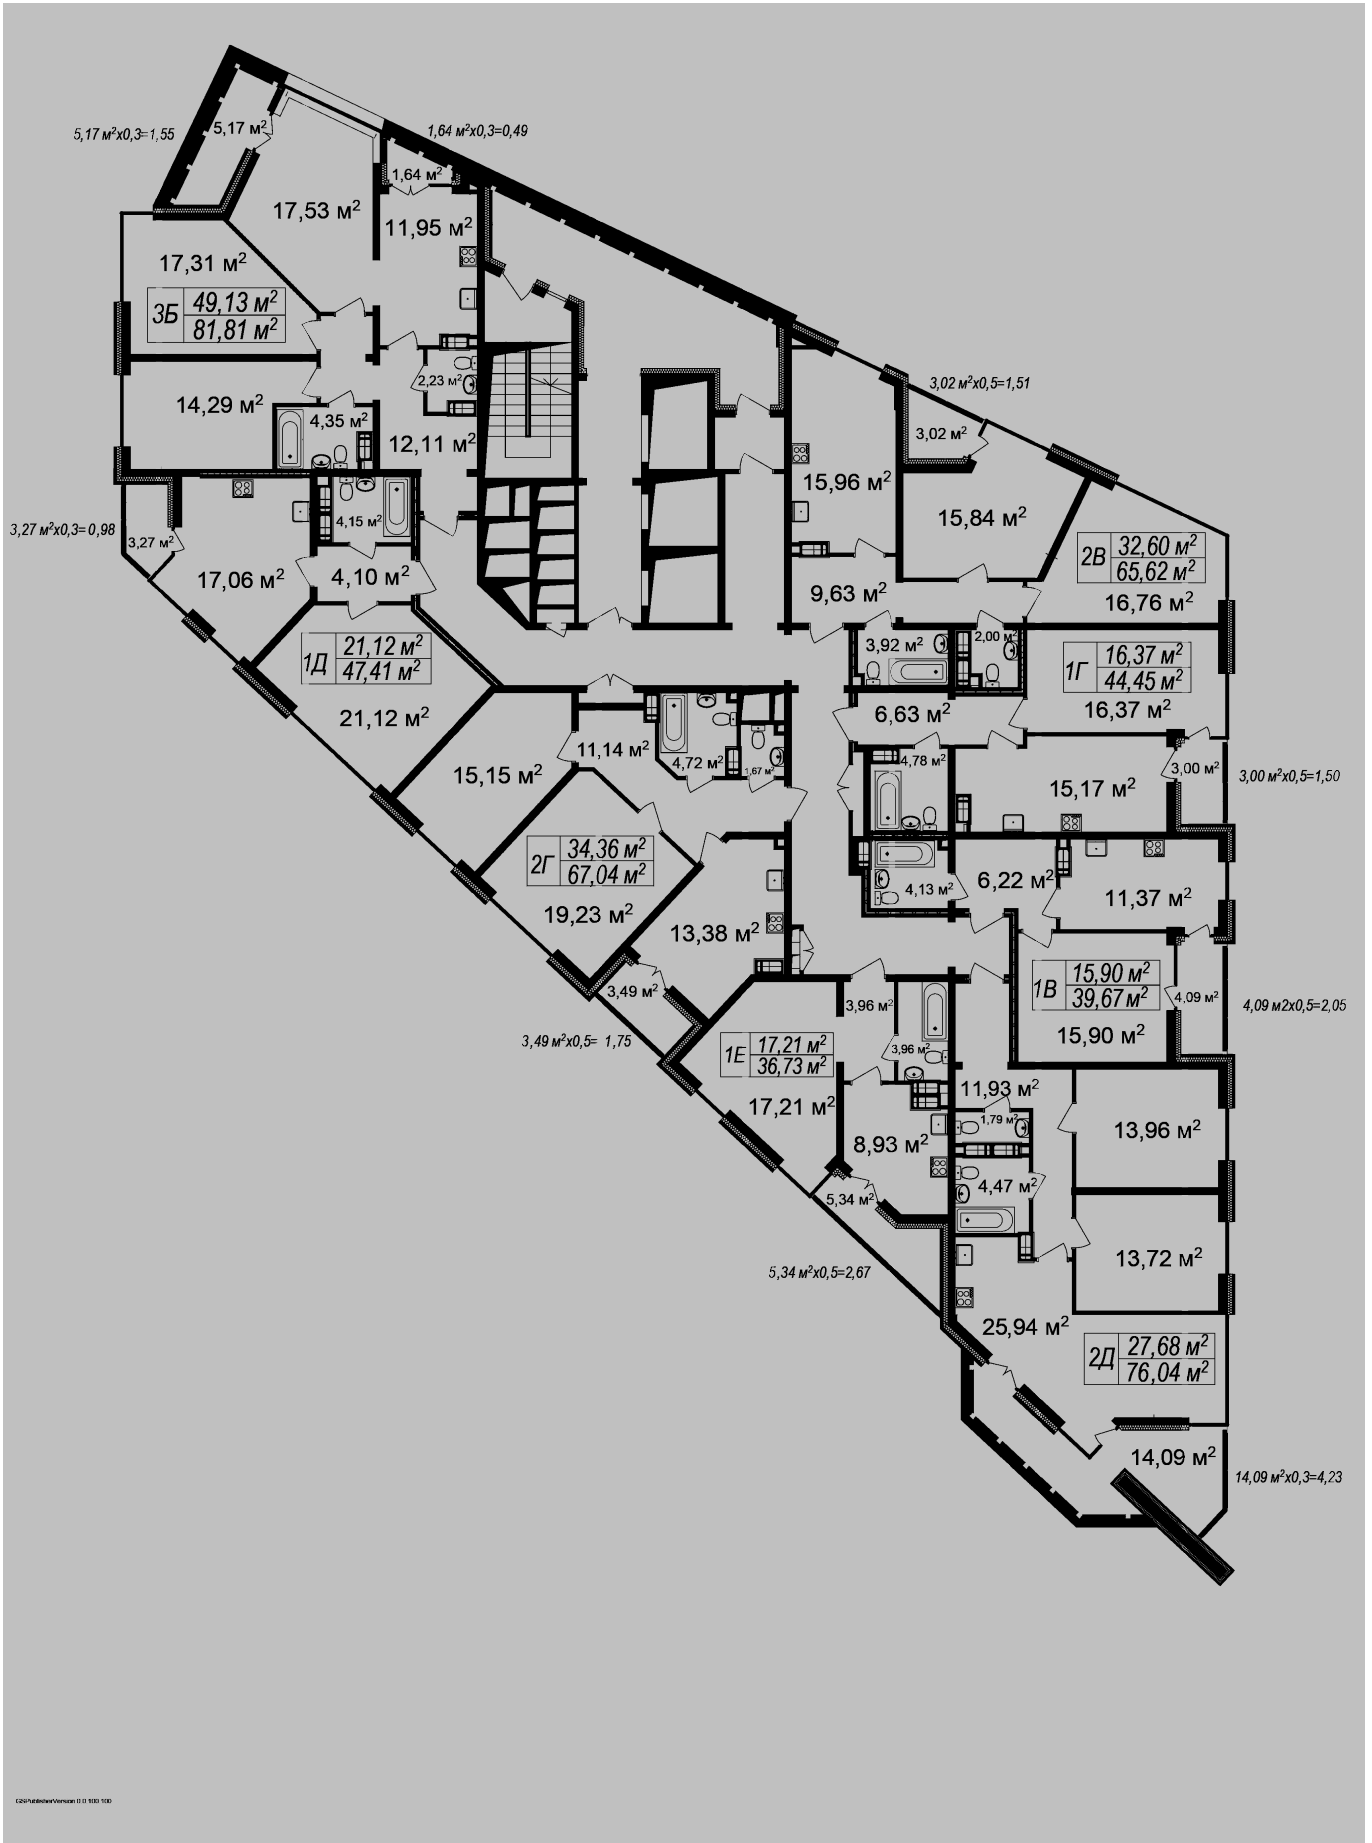 5,17 м²х0,3=1,55
5,17 м²
1,64 м²х0,3=0,49
1,64 м²
17,53 м²
11,95 м²
17,31 м²
3Б
49,13 м²
81,81 м²
14,29 м²
4,35 м²
2,23 м²
12,11 м²
3,02 м²х0,5=1,51
3,02 м²
15,96 м²
15,84 м²
3,27 м²х0,3= 0,98
3,27 м²
4,15 м²
17,06 м²
4,10 м²
2В
32,60 м²
65,62 м²
16,76 м²
9,63 м²
3,92 м²
2,00 м²
1Д
21,12 м²
47,41 м²
21,12 м²
1Г
16,37 м²
44,45 м²
16,37 м²
6,63 м²
15,15 м²
11,14 м²
4,72 м²
1,67 м²
4,78 м²
3,00 м²
3,00 м²х0,5=1,50
15,17 м²
2Г
34,36 м²
67,04 м²
19,23 м²
13,38 м²
4,13 м²
6,22 м²
11,37 м²
3,49 м²
3,49 м²х0,5= 1,75
3,96 м²
3,96 м²
1В
15,90 м²
39,67 м²
15,90 м²
4,09 м²
4,09 м2х0,5=2,05
1Е
17,21 м²
36,73 м²
17,21 м²
8,93 м²
11,93 м²
1,79 м²
13,96 м²
4,47 м²
5,34 м²
5,34 м²х0,5=2,67
13,72 м²
25,94 м²
2Д
27,68 м²
76,04 м²
14,09 м²
14,09 м²х0,3=4,23
GSPublisherVersion 0.0.100.100